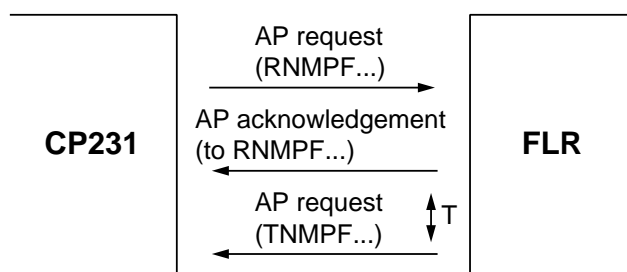 AP request
(RNMPF...)
AP acknowledgement
(to RNMPF...)
CP231
FLR
AP request
(TNMPF...)
T